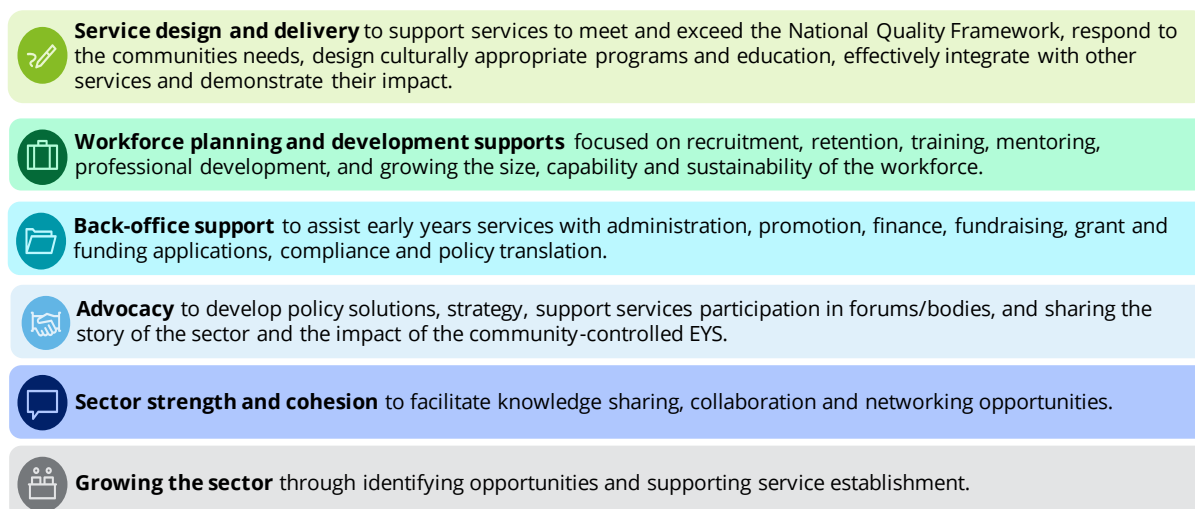 Service design and delivery to support services to meet and exceed the National Quality Framework, respond to
the communities needs, design culturally appropriate programs and education, effectively integrate with other
services and demonstrate their impact.
Workforce planning and development supports focused on recruitment, retention, training, mentoring,
professional development, and growing the size, capability and sustainability of the workforce.
Back-office support to assist early years services with administration, promotion, finance, fundraising, grant and
funding applications, compliance and policy translation.
Advocacy to develop policy solutions, strategy, support services participation in forums/bodies, and sharing the
story of the sector and the impact of the community-controlled EYS.
Sector strength and cohesion to facilitate knowledge sharing, collaboration and networking opportunities.
Growing the sector through identifying opportunities and supporting service establishment.